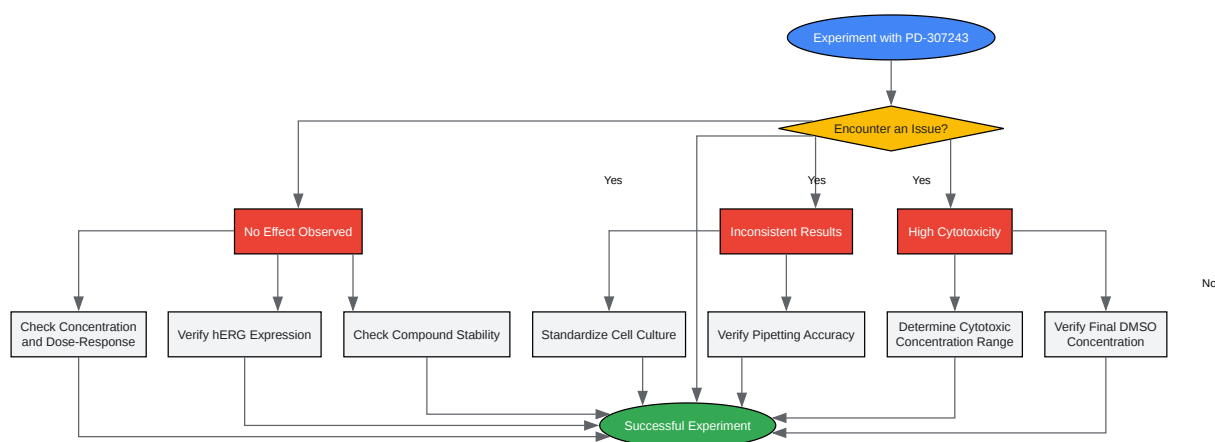 Experiment with PD-307243
Encounter an Issue?
Yes
Yes
Yes
No Effect Observed
Inconsistent Results
High Cytotoxicity
No
Check Concentration
and Dose-Response
Verify hERG Expression
Check Compound Stability
Standardize Cell Culture
Verify Pipetting Accuracy
Determine Cytotoxic
Concentration Range
Verify Final DMSO
Concentration
Successful Experiment